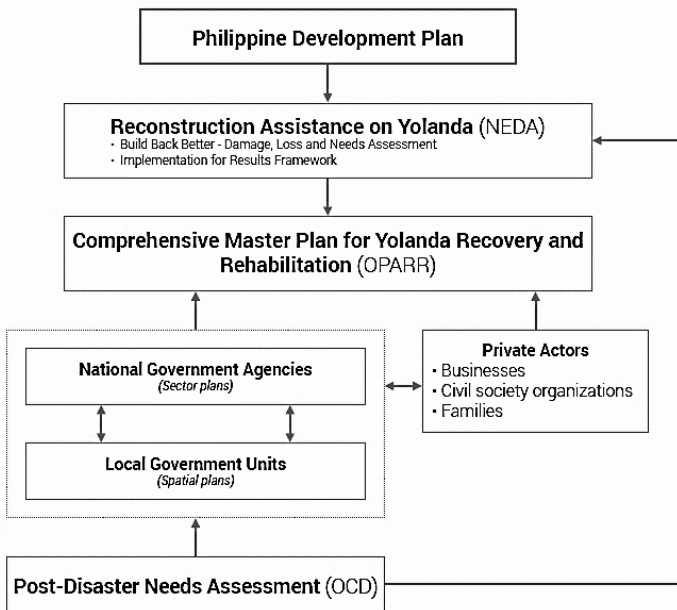 Philippine Development Plan
Reconstruction Assistance on Yolanda (NEDA)
· Build Back Better - Damage, Loss and Needs Assessment
· Implementation for Results Framework
Comprehensive Master Plan for Yolanda Recovery and
Rehabilitation (OPARR)
National Government Agencies
(Sector plans)
Local Government Units
(Spatial plans)
Private Actors
· Businesses
· Civil society organizations
· Families
Post-Disaster Needs Assessment (OCD)